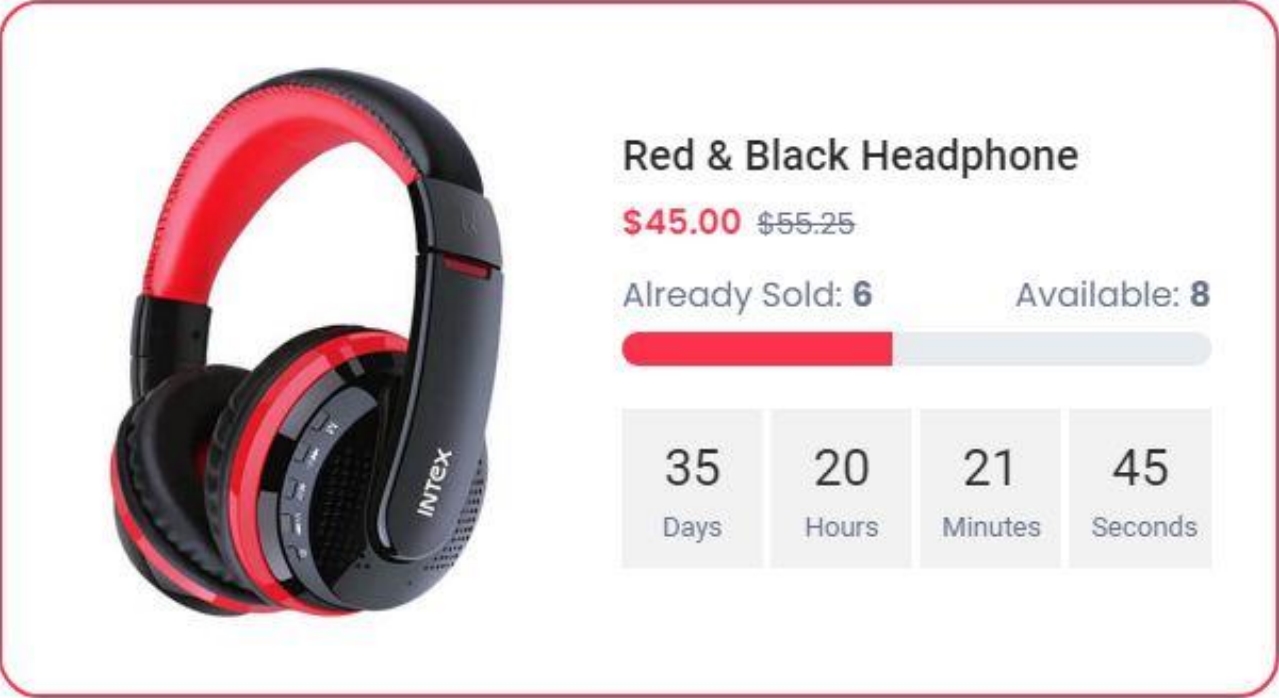 Red & Black Headphone
$45.00 $55.25
Already Sold: 6 Available: 8
35 20 21 45
Days Hours Minutes Seconds
INTEX